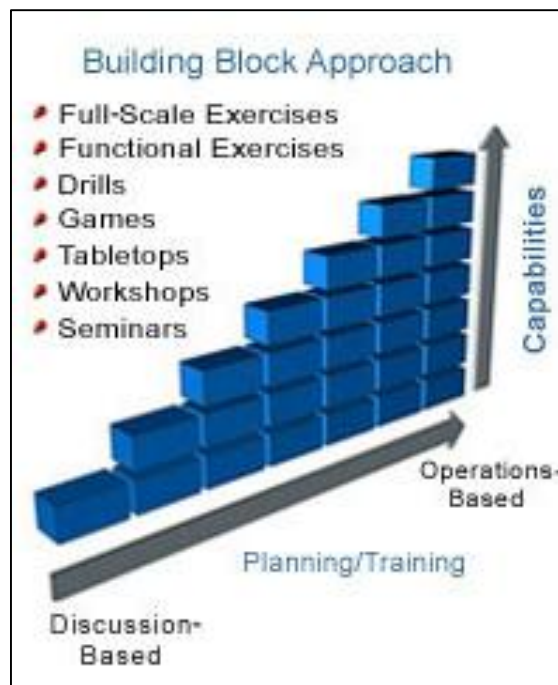 Building Block Approach
Full-Scale Exercises
Functional Exercises
Drills
Games
Tabletops
Workshops
Seminars
Capabilities
Operations-
Based
Planning/Training
Discussion-
Based